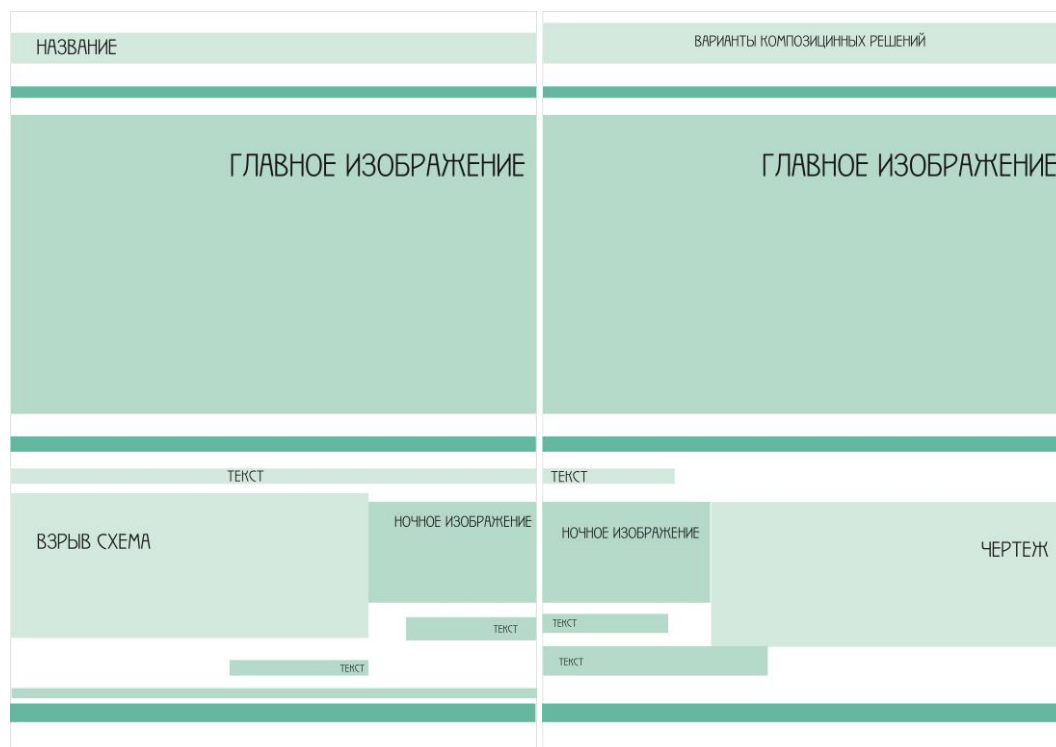 НАЗВАНИЕ
ГЛАВНОЕ ИЗОБРАЖЕНИЕ
ТЕКСТ
ВЗРЫВ СХЕМА
НОЧНОЕ ИЗОБРАЖЕНИЕ
ТЕКСТ
ТЕКСТ
ВАРИАНТЫ КОМПОЗИЦИННЫХ РЕШЕНИЙ
ГЛАВНОЕ ИЗОБРАЖЕНИЕ
ТЕКСТ
НОЧНОЕ ИЗОБРАЖЕНИЕ
ЧЕРТЕЖ
ТЕКСТ
ТЕКСТ